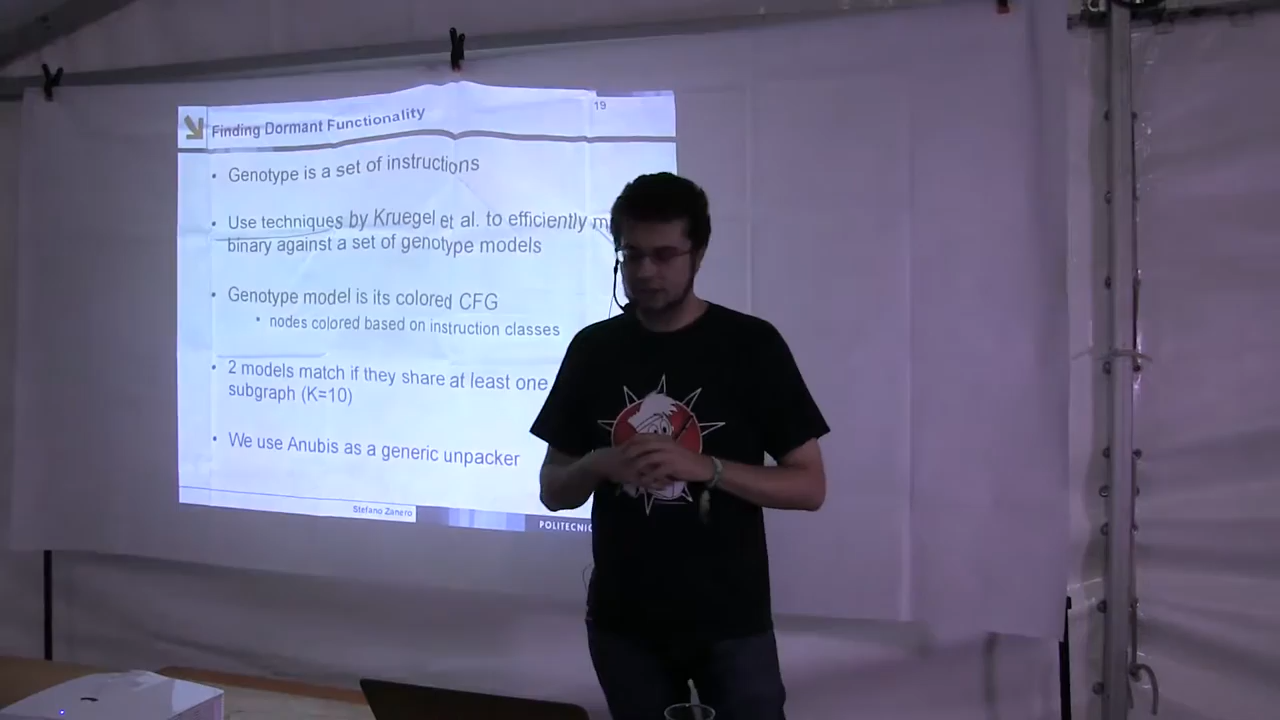 Finding Dormant Functionality
19
• Genotype is a set of instructions
• Use techniques by Kruegel et al. to efficiently
binary against a set of genotype models
• Genotype model is its colored CFG
• nodes colored based on instruction classes
• 2 models match if they share at least one
subgraph (K=10)
• We use Anubis as a generic unpacker
Stefano Zanero
POLITECNIC